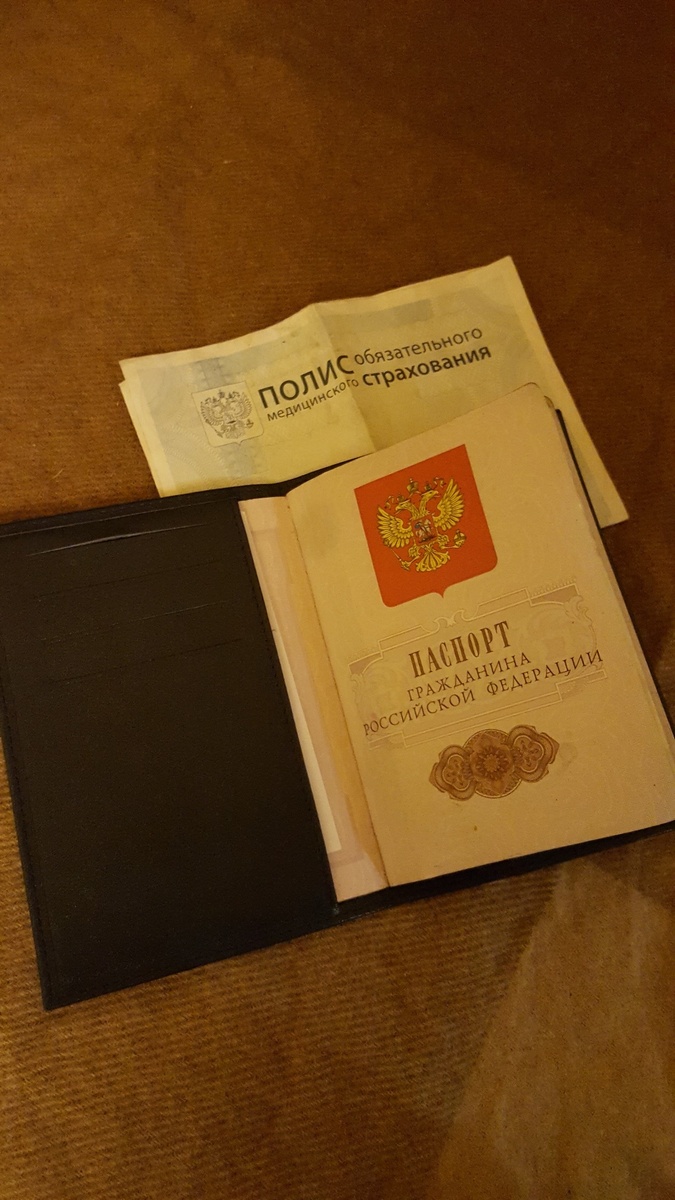 ПОЛИС обязательного
медицинского страхования
ПАСПОРТ
ГРАЖДАНИНА
РОССИЙСКОЙ ФЕДЕРАЦИИ